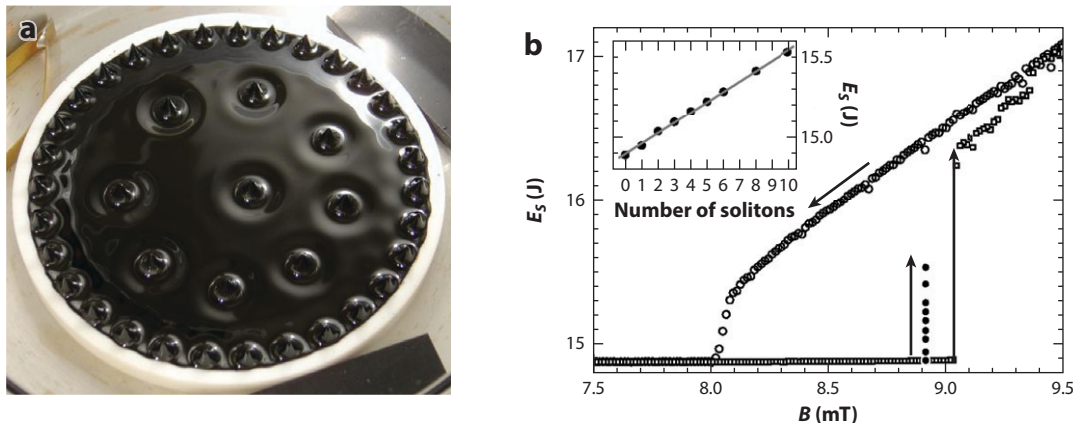 a
b
17
16
15
E_S (J)
7.5 8.0 8.5 9.0 9.5
B (mT)
15.5
15.0
E_S (J)
0 1 2 3 4 5 6 7 8 9 10
Number of solitons